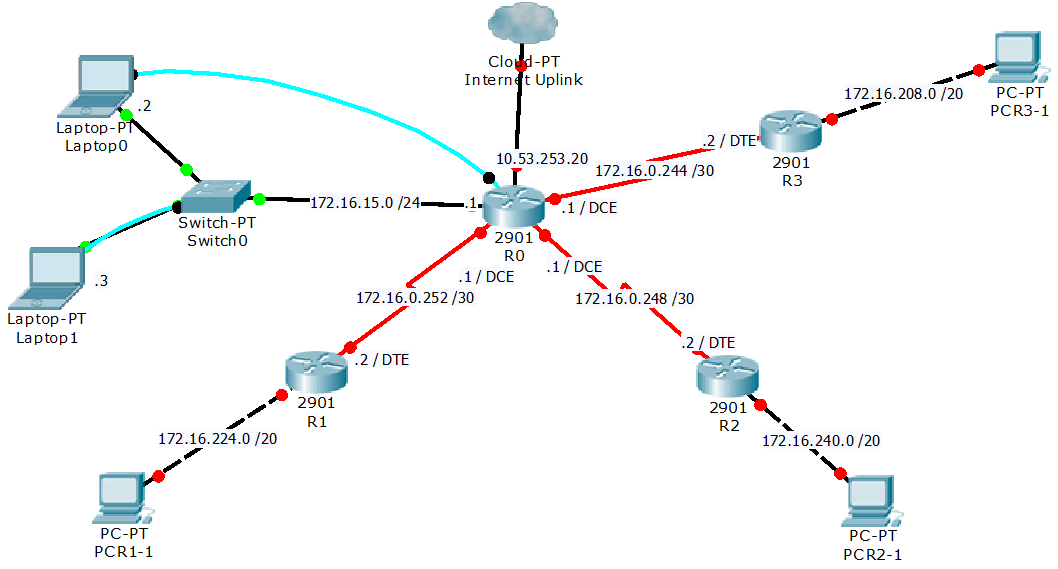 Cloud-PT
Internet Uplink
PC-PT
PCR3-1
172.16.208.0 /20
.2
Laptop-PT
Laptop0
.2 / DTE
2901
R3
10.53.253.20
172.16.0.244 /30
172.16.15.0 /24
.1
.1 / DCE
Switch-PT
Switch0
2901
R0
.3
Laptop-PT
Laptop1
.1 / DCE
.1 / DCE
172.16.0.252 /30
172.16.0.248 /30
.2 / DTE
.2 / DTE
2901
R1
2901
R2
172.16.224.0 /20
172.16.240.0 /20
PC-PT
PCR1-1
PC-PT
PCR2-1